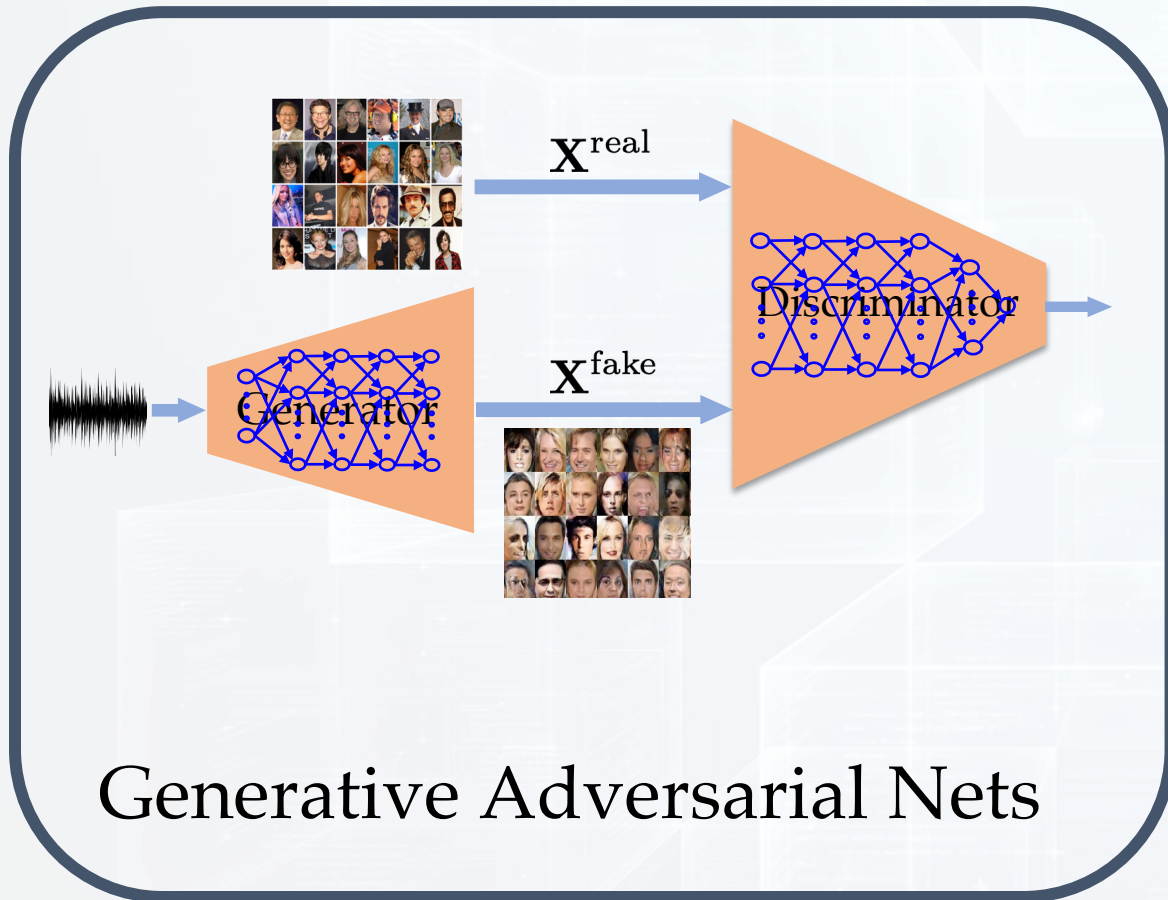 X^real
Discriminator
X^fake
Generator
Generative Adversarial Nets